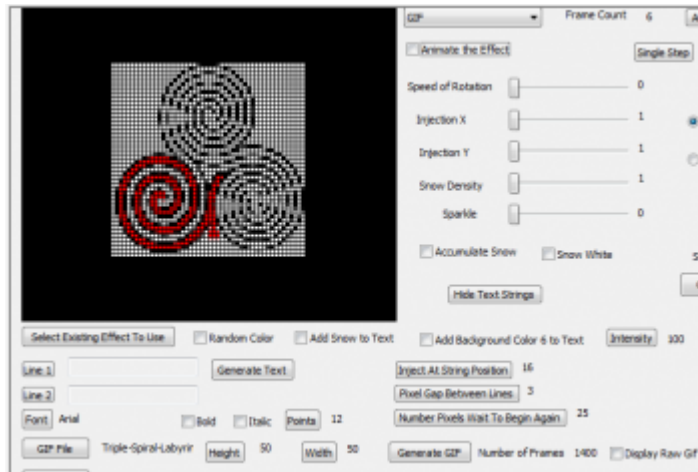 GIF Frame Count 6
Animate the Effect Single Step
Speed of Rotation 0
Injection X 1
Injection Y 1
Snow Density 1
Sparkle 0
Accumulate Snow Snow White
Hide Text Strings
Select Existing Effect To Use Random Color Add Snow to Text Add Background Color 6 to Text Intensity 100
Line 1 Generate Text Inject At String Position 16
Line 2 Pixel Gap Between Lines 3
Font Arial Bold Italic Points 12 Number Pixels Wait To Begin Again 25
GIF File Triple-Spiral-Labyrir Height 50 Width 50 Generate GIF Number of Frames 1400 Display Raw Gif